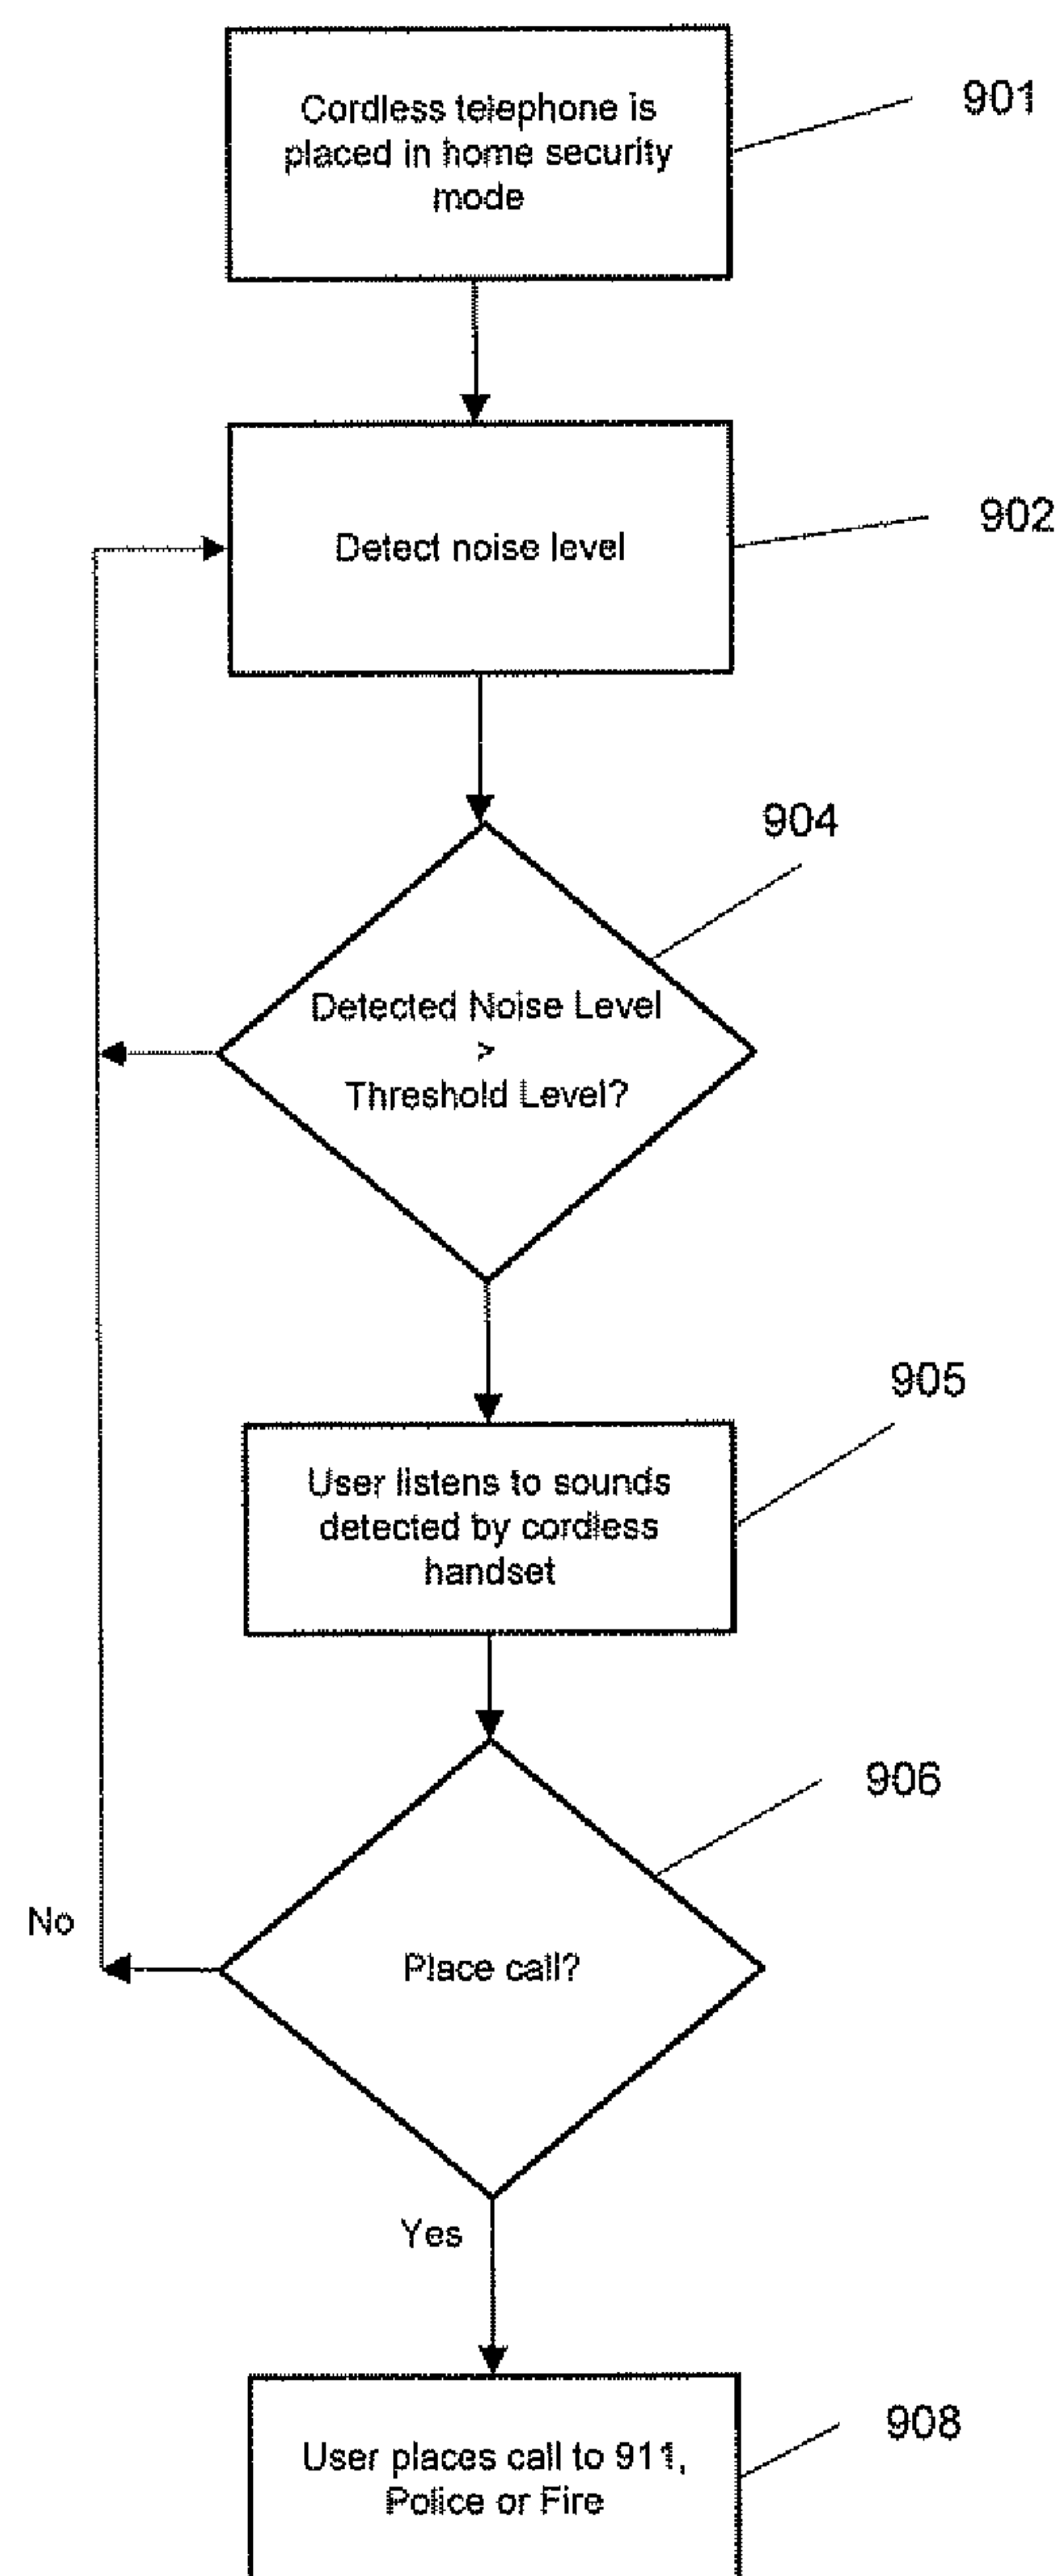 Cordless telephone is
placed in home security
mode
901
Detect noise level
902
904
Detected Noise Level
>
Threshold Level?
905
User listens to sounds
detected by cordless
handset
906
No
Place call?
Yes
908
User places call to 911,
Police or Fire